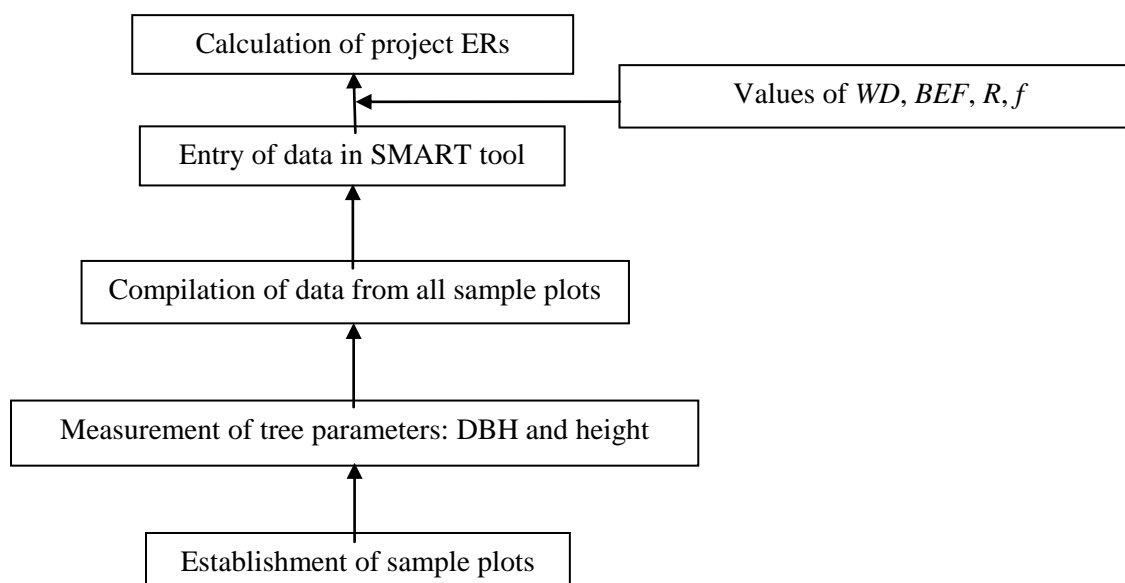 Calculation of project ERs
Values of WD, BEF, R, f
Entry of data in SMART tool
Compilation of data from all sample plots
Measurement of tree parameters: DBH and height
Establishment of sample plots